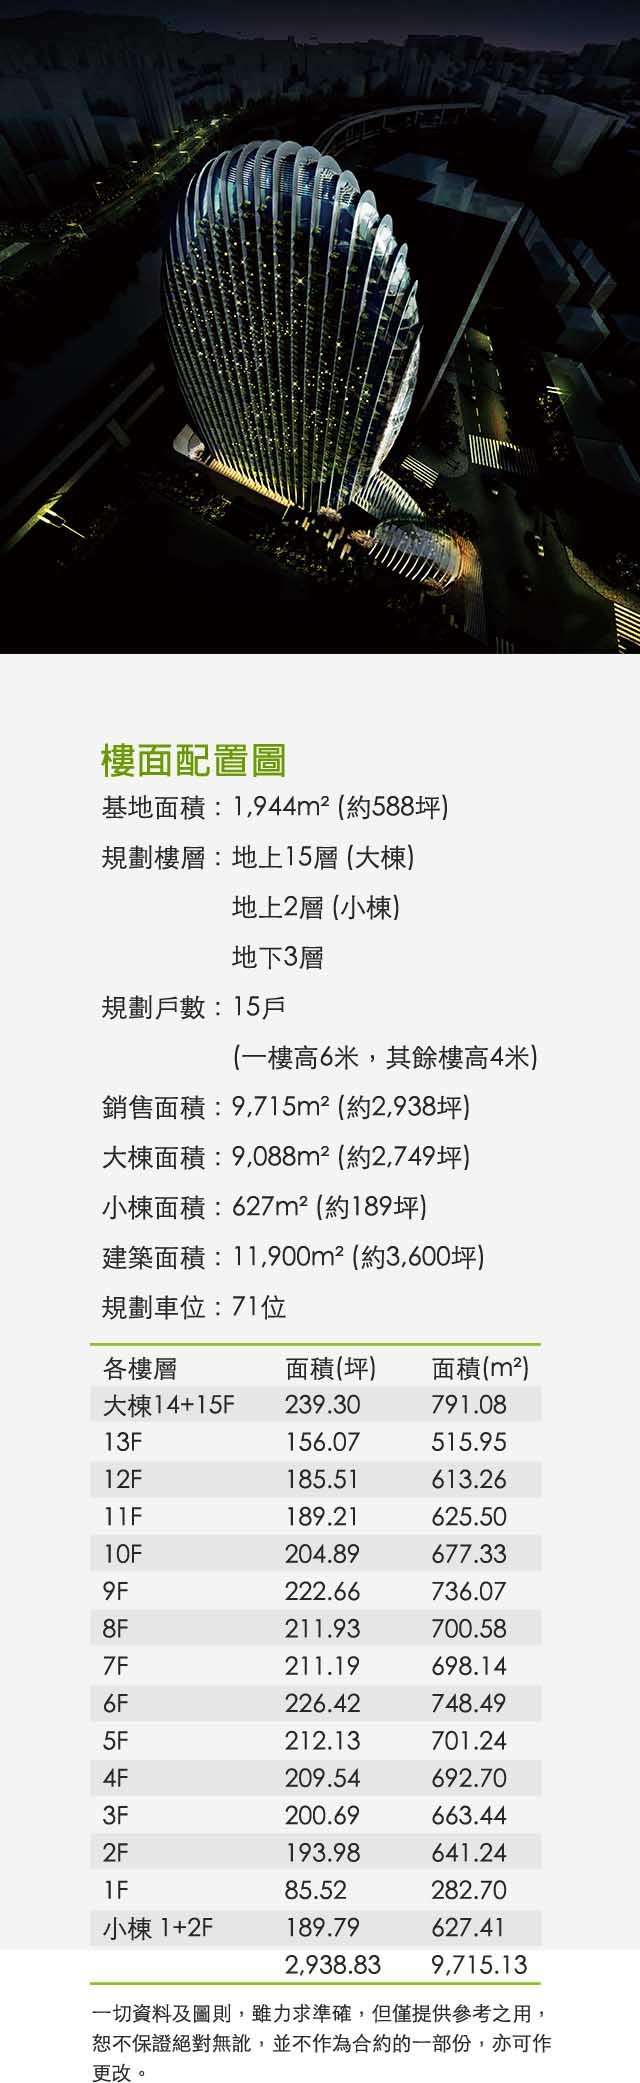 樓面配置圖
基地面積：1,944m² (約588坪)
規劃樓層：地上15層 (大棟)
地上2層 (小棟)
地下3層
規劃戶數：15戶
(一樓高6米，其餘樓高4米)
銷售面積：9,715m² (約2,938坪)
大棟面積：9,088m² (約2,749坪)
小棟面積：627m² (約189坪)
建築面積：11,900m² (約3,600坪)
規劃車位：71位
各樓層 面積(坪) 面積(m²)
大棟14+15F 239.30 791.08
13F 156.07 515.95
12F 185.51 613.26
11F 189.21 625.50
10F 204.89 677.33
9F 222.66 736.07
8F 211.93 700.58
7F 211.19 698.14
6F 226.42 748.49
5F 212.13 701.24
4F 209.54 692.70
3F 200.69 663.44
2F 193.98 641.24
1F 85.52 282.70
小棟 1+2F 189.79 627.41
2,938.83 9,715.13
一切資料及圖則，雖力求準確，但僅提供參考之用，
恕不保證絕對無訛，並不作為合約的一部份，亦可作
更改。